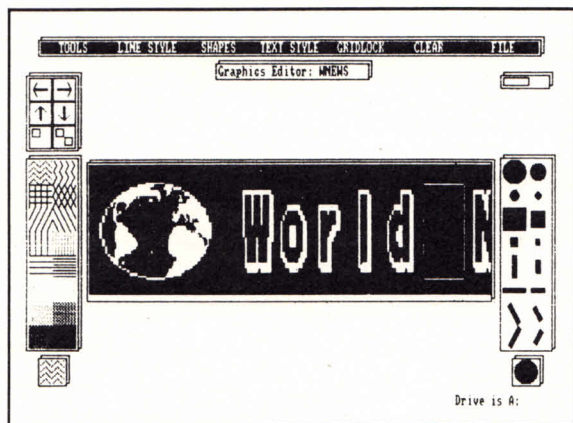 TOOLS LINE STYLE SHAPES TEXT STYLE GRIDLOCK CLEAR FILE
Graphics Editor: WNEWS
World N
Drive is A: